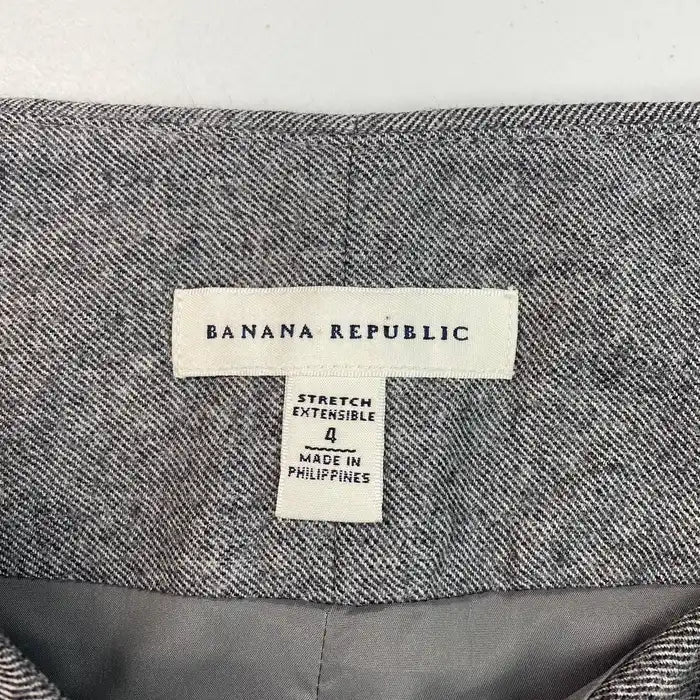 BANANA REPUBLIC
STRETCH
EXTENSIBLE
4
MADE IN
PHILIPPINES